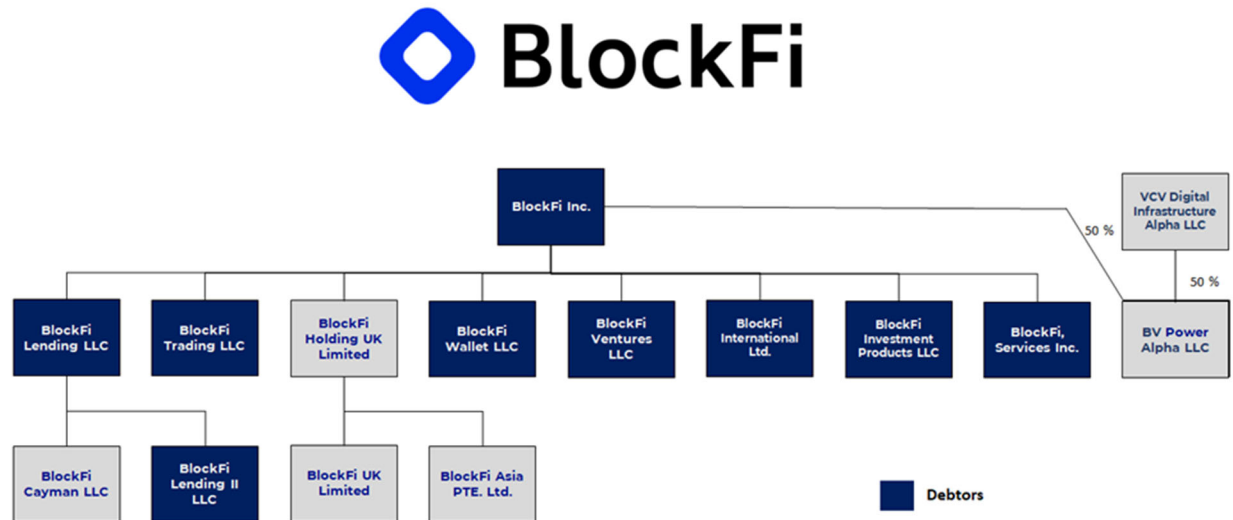 BlockFi
BlockFi Inc.
VCV Digital
Infrastructure
Alpha LLC
50 %
50 %
BlockFi
Lending LLC
BlockFi
Trading LLC
BlockFi
Holding UK
Limited
BlockFi
Wallet LLC
BlockFi
Ventures
LLC
BlockFi
International
Ltd.
BlockFi
Investment
Products LLC
BlockFi,
Services Inc.
BV Power
Alpha LLC
BlockFi
Cayman LLC
BlockFi
Lending II
LLC
BlockFi UK
Limited
BlockFi Asia
PTE. Ltd.
Debtors